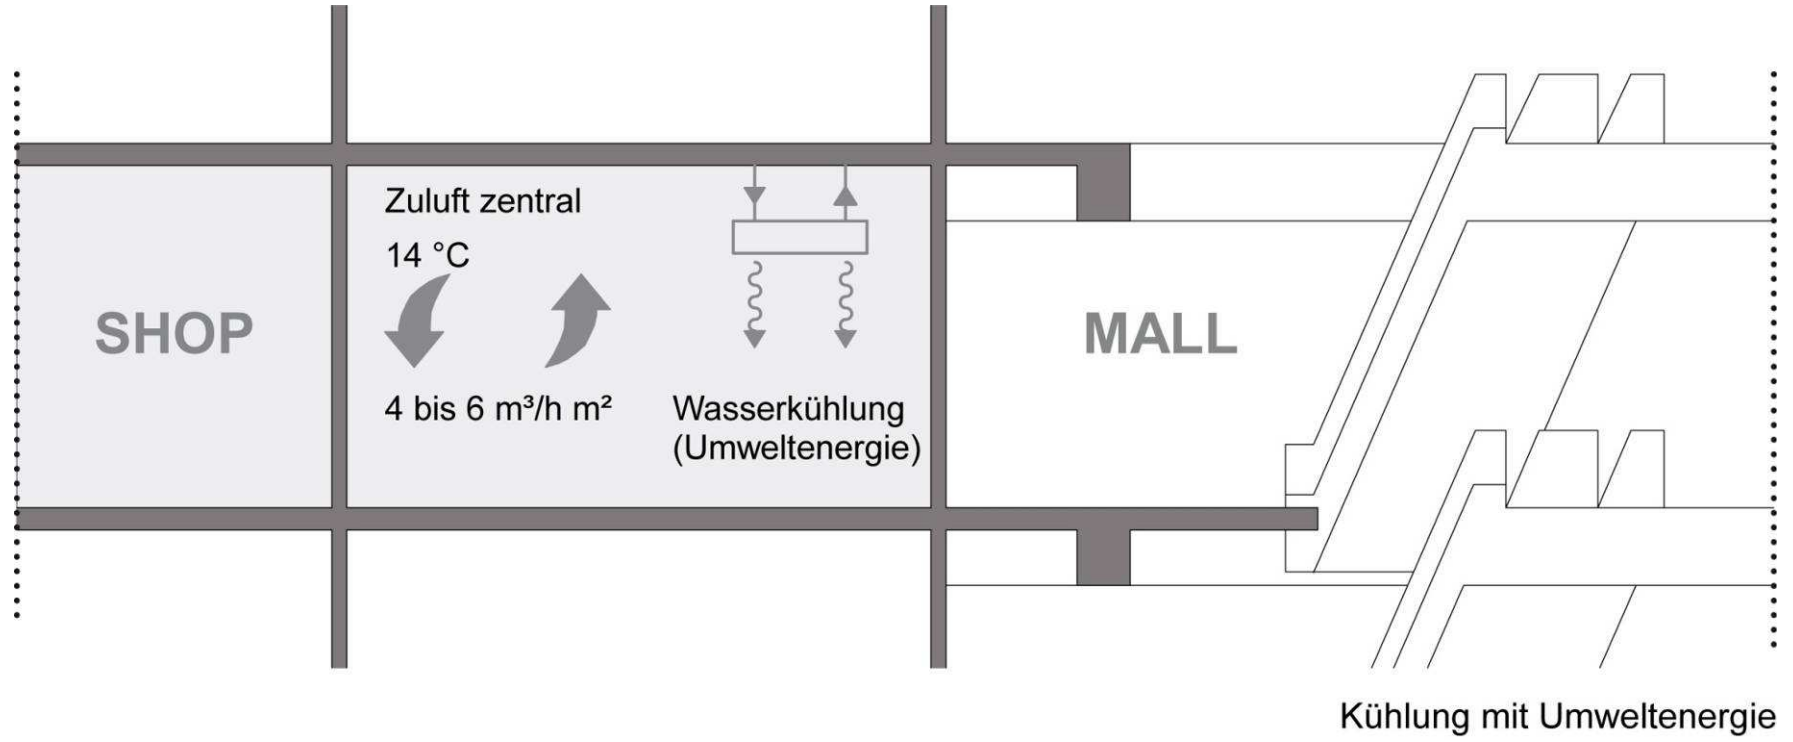 Zuluft zentral
14 °C
SHOP
MALL
4 bis 6 m³/h m²
Wasserkühlung
(Umweltenergie)
Kühlung mit Umweltenergie